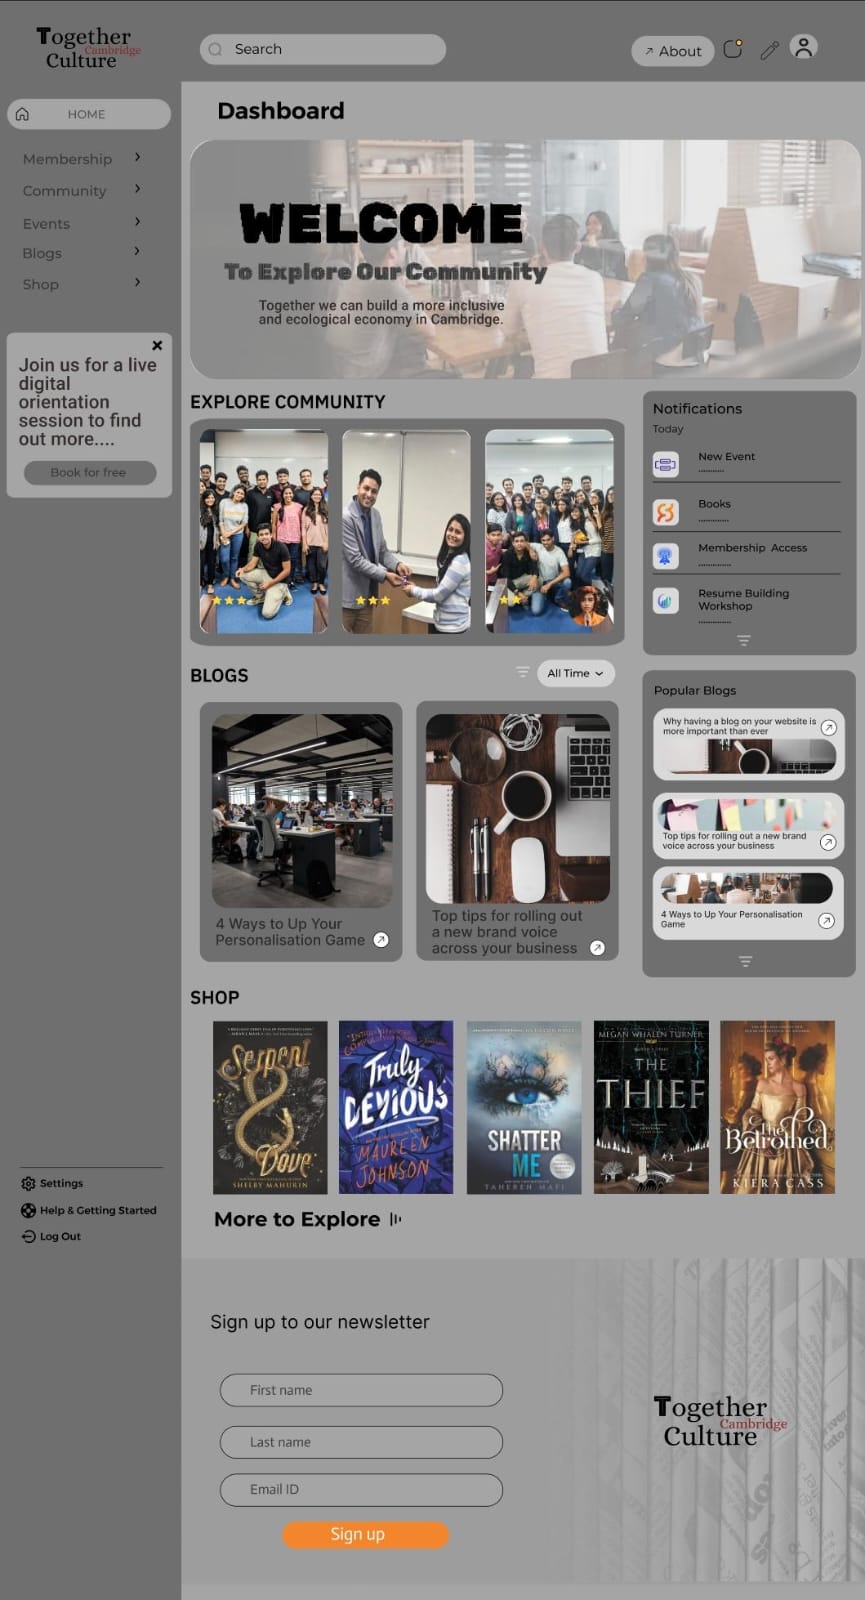 Together
Cambridge
Culture
Search
About
HOME
Membership
Community
Events
Blogs
Shop
Join us for a live
digital
orientation
session to find
out more....
Book for free
Settings
Help & Getting Started
Log Out
Dashboard
WELCOME
To Explore Our Community
Together we can build a more inclusive
and ecological economy in Cambridge.
EXPLORE COMMUNITY
Notifications
Today
New Event
Books
Membership Access
Resume Building
Workshop
BLOGS
All Time
4 Ways to Up Your
Personalisation Game
Top tips for rolling out
a new brand voice
across your business
Popular Blogs
Why having a blog on your website is
more important than ever
Top tips for rolling out a new brand
voice across your business
4 Ways to Up Your Personalisation
Game
SHOP
Serpent
&
Dove
SHELBY MAHURIN
Truly
DEVIOUS
MAUREEN
JOHNSON
SHATTER
ME
TAHEREH MAFI
MEGAN WHALEN TURNER
THE
THIEF
The
Betrothed
KIERA CASS
More to Explore
Sign up to our newsletter
First name
Last name
Email ID
Sign up
Together
Cambridge
Culture